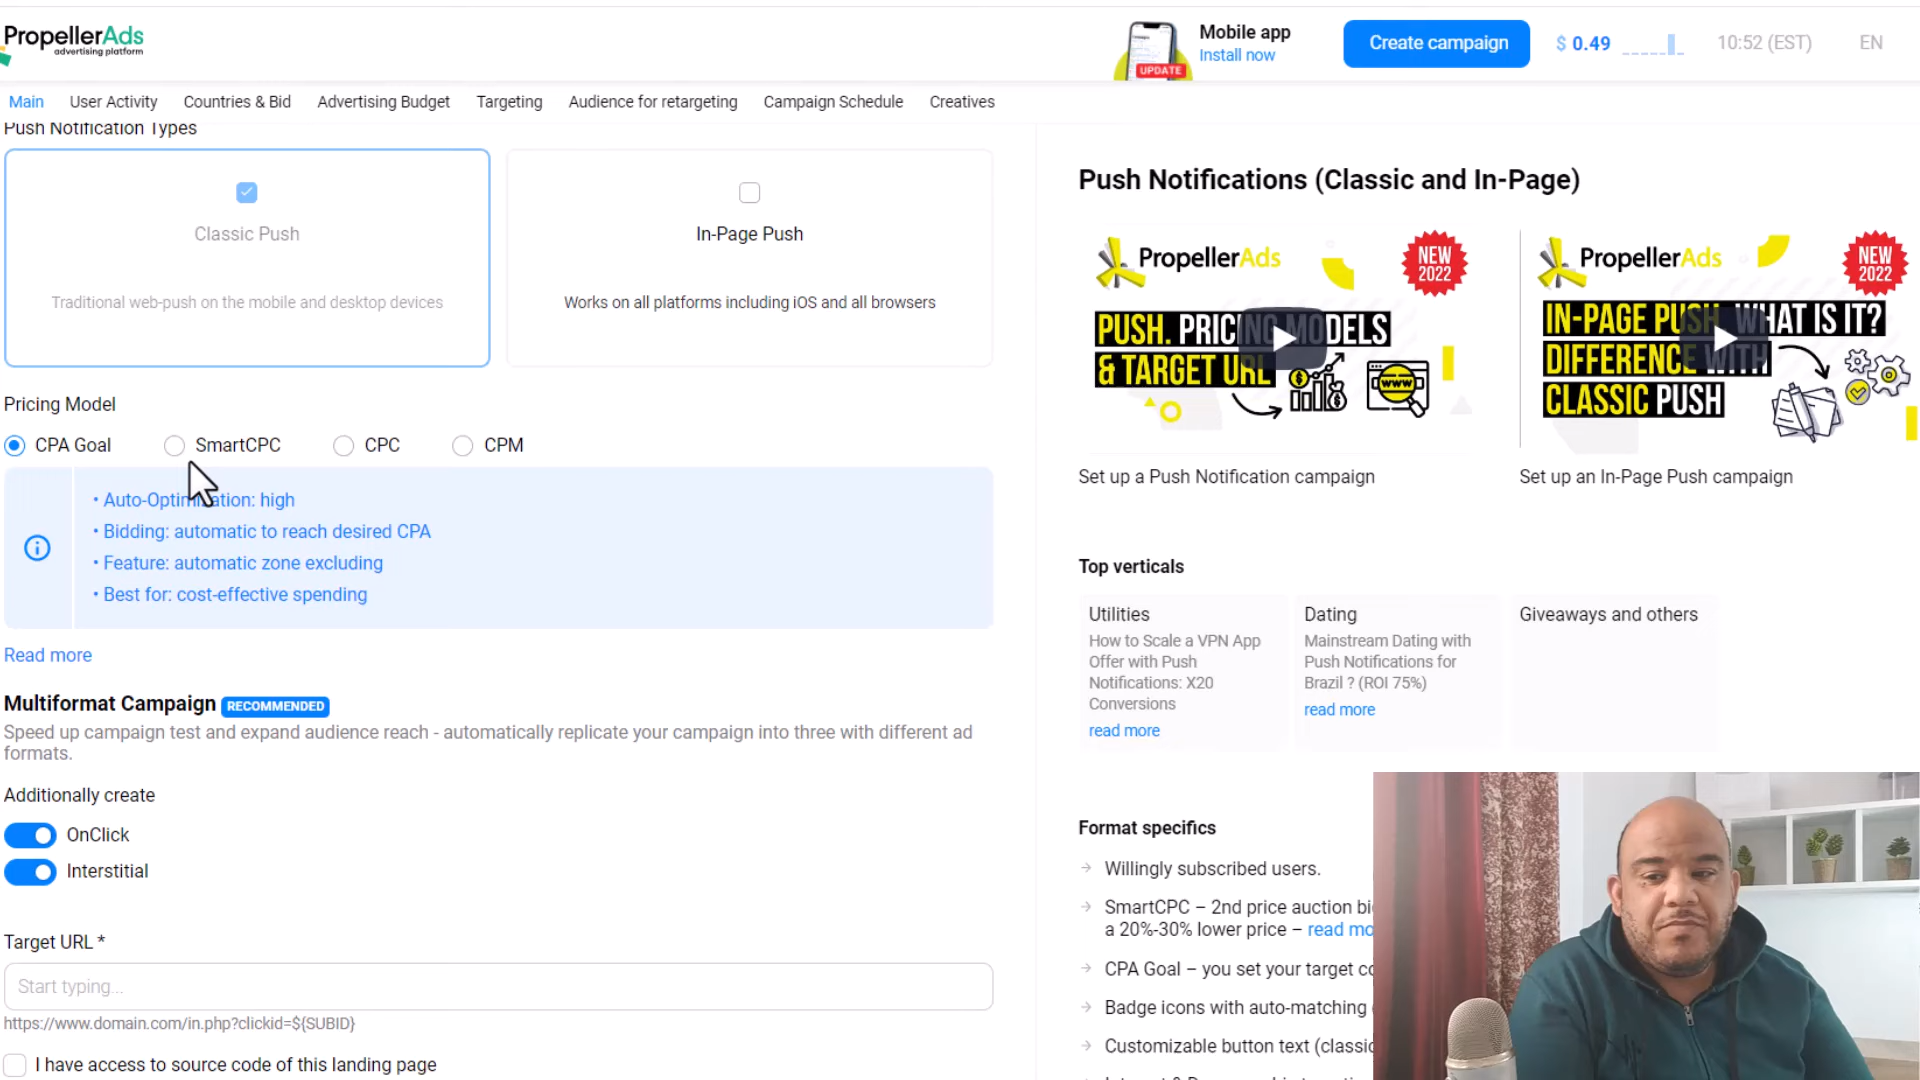 PropellerAds
advertising platform
UPDATE
Mobile app
Install now
Create campaign
$ 0.49
10:52 (EST)
EN
Main
User Activity
Countries & Bid
Advertising Budget
Targeting
Audience for retargeting
Campaign Schedule
Creatives
Push Notification Types
Classic Push
Traditional web-push on the mobile and desktop devices
In-Page Push
Works on all platforms including iOS and all browsers
Pricing Model
CPA Goal
SmartCPC
CPC
CPM
• Auto-Optimization: high
• Bidding: automatic to reach desired CPA
• Feature: automatic zone excluding
• Best for: cost-effective spending
Read more
Multiformat Campaign RECOMMENDED
Speed up campaign test and expand audience reach - automatically replicate your campaign into three with different ad
formats.
Additionally create
OnClick
Interstitial
Target URL *
Start typing...
https://www.domain.com/in.php?clickid=${SUBID}
I have access to source code of this landing page
Push Notifications (Classic and In-Page)
PropellerAds
NEW
2022
PUSH. PRICING MODELS
& TARGET URL
WWW
Set up a Push Notification campaign
PropellerAds
NEW
2022
IN-PAGE PUSH. WHAT IS IT?
DIFFERENCE WITH
CLASSIC PUSH
Set up an In-Page Push campaign
Top verticals
Utilities
How to Scale a VPN App
Offer with Push
Notifications: X20
Conversions
read more
Dating
Mainstream Dating with
Push Notifications for
Brazil ? (ROI 75%)
read more
Giveaways and others
Format specifics
Willingly subscribed users.
SmartCPC – 2nd price auction
a 20%-30% lower price – read
CPA Goal – you set your target
Badge icons with auto-matching
Customizable button text